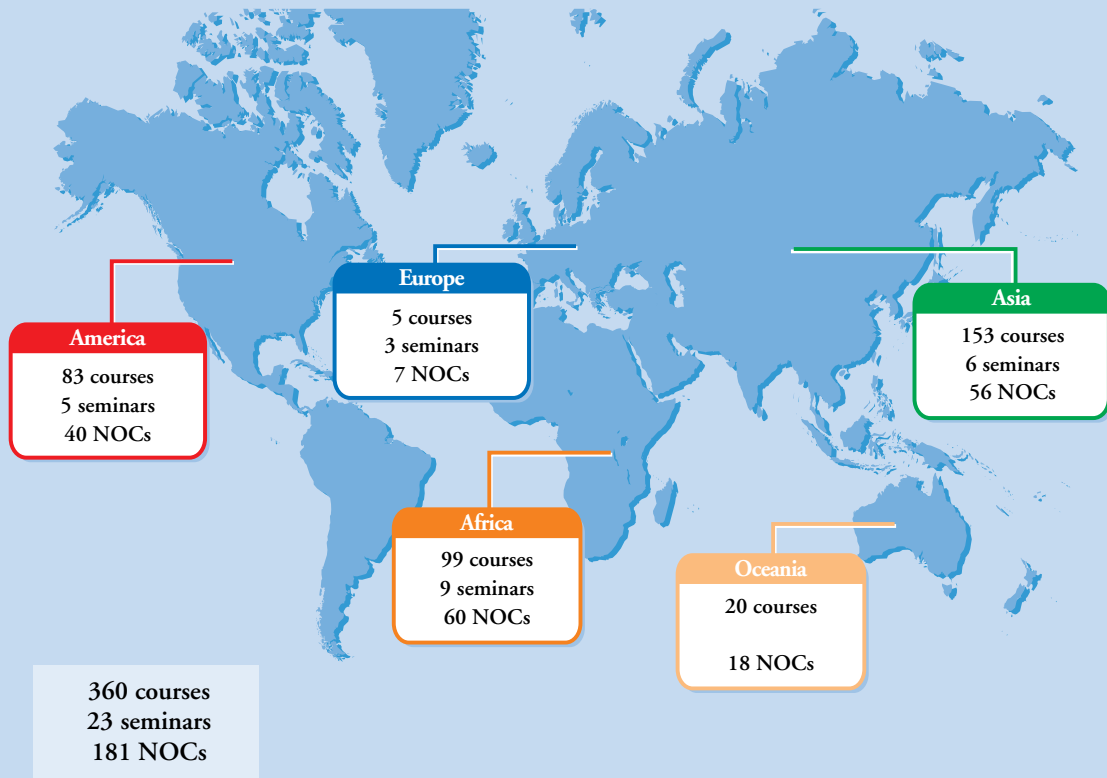 America
83 courses
5 seminars
40 NOCs
Europe
5 courses
3 seminars
7 NOCs
Asia
153 courses
6 seminars
56 NOCs
Africa
99 courses
9 seminars
60 NOCs
Oceania
20 courses
18 NOCs
360 courses
23 seminars
181 NOCs